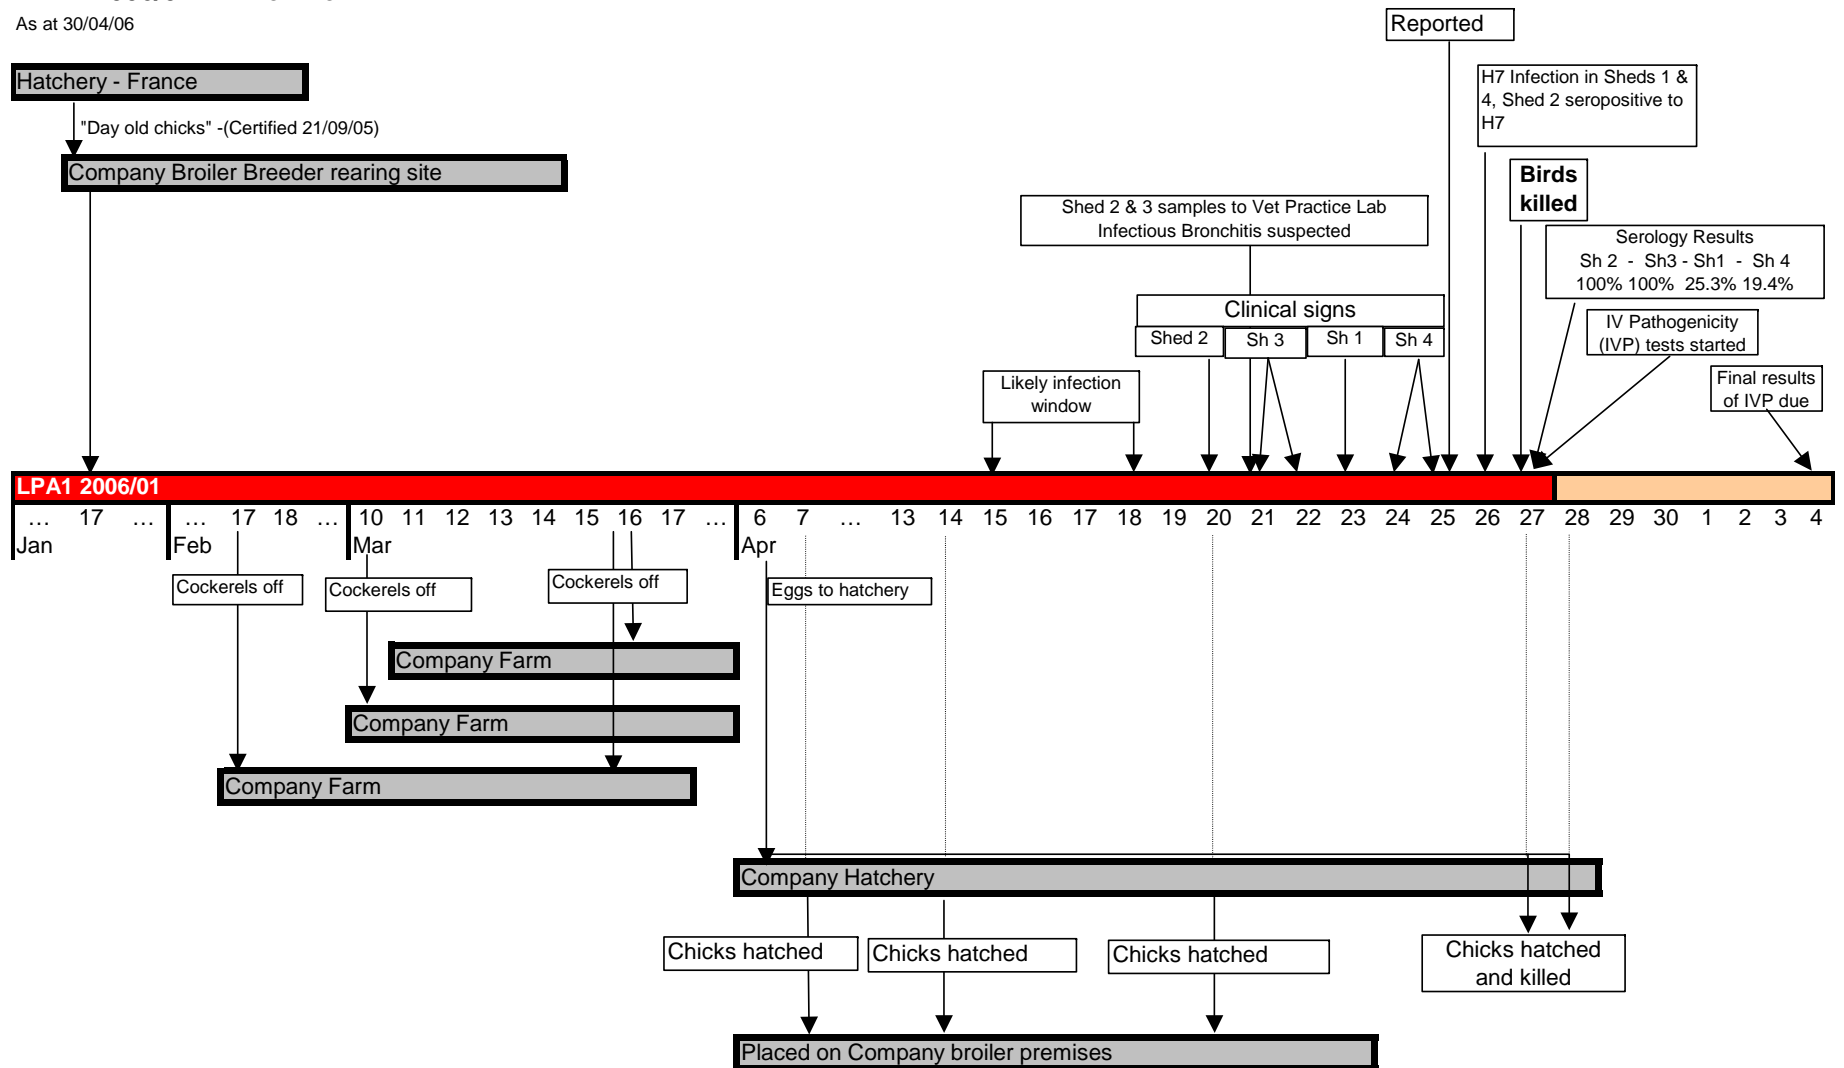 As at 30/04/06
Reported
Hatchery - France
H7 Infection in Sheds 1 &
4, Shed 2 seropositive to
H7
"Day old chicks" -(Certified 21/09/05)
Company Broiler Breeder rearing site
Birds
killed
Shed 2 & 3 samples to Vet Practice Lab
Infectious Bronchitis suspected
Serology Results
Sh 2 - Sh3 - Sh1 - Sh 4
100% 100% 25.3% 19.4%
Clinical signs
Shed 2 Sh 3 Sh 1 Sh 4
IV Pathogenicity
(IVP) tests started
Likely infection
window
Final results
of IVP due
LPA1 2006/01
... 17 ... ... 17 18 ... 10 11 12 13 14 15 16 17 ... 6 7 ... 13 14 15 16 17 18 19 20 21 22 23 24 25 26 27 28 29 30 1 2 3 4
Jan Feb Mar Apr
Cockerels off
Cockerels off
Cockerels off
Eggs to hatchery
Company Farm
Company Farm
Company Farm
Company Hatchery
Chicks hatched
Chicks hatched
Chicks hatched
Chicks hatched
and killed
Placed on Company broiler premises